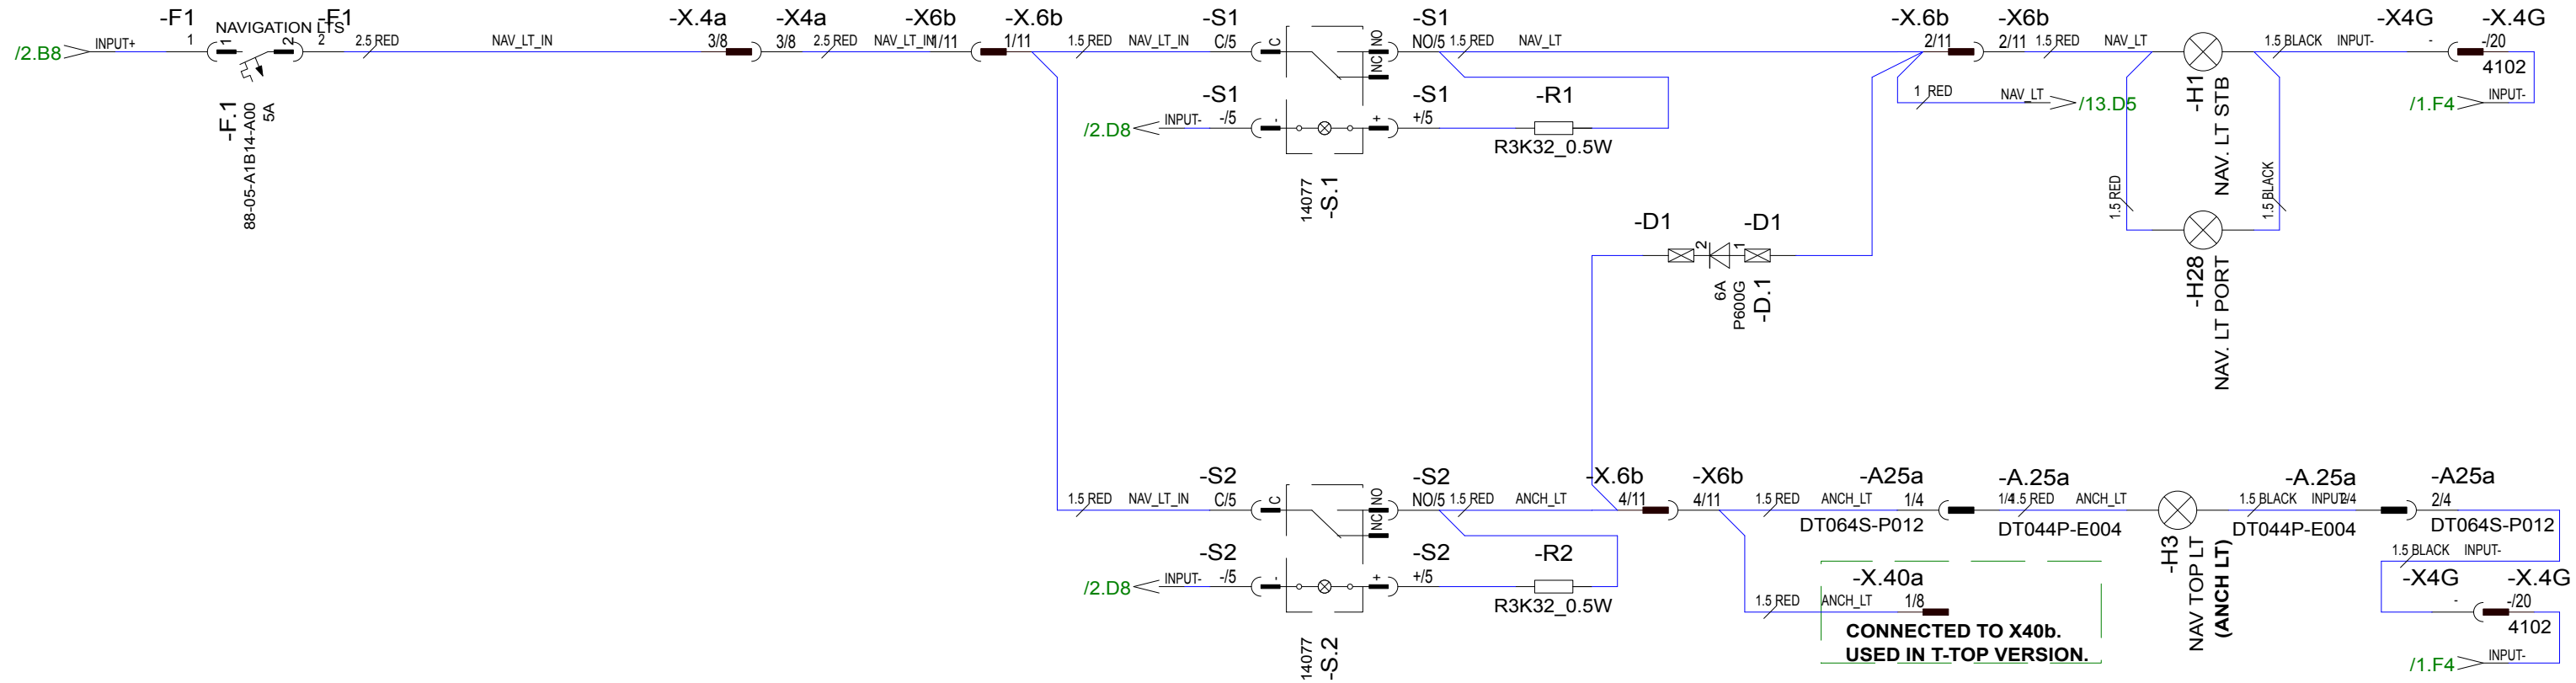 -F1
NAVIGATION LTS
-F1
-X.4a
-X4a
-X6b
-X.6b
-S1
-S1
-X.6b
-X6b
-X4G
-X.4G
/2.B8
INPUT+
1
1
2
2
2.5 RED
NAV_LT_IN
3/8
3/8
2.5 RED
NAV_LT_IN
1/11
1/11
1.5 RED
NAV_LT_IN
C/5
C
NO
NC
NO/5
1.5 RED
NAV_LT
2/11
2/11
1.5 RED
NAV_LT
1.5 BLACK
INPUT-
-
-/20
4102
-F.1
88-05-A1B14-A00
5A
-S1
-S1
-R1
1 RED
NAV_LT
/13.D5
-H1
NAV. LT STB
/1.F4
INPUT-
/2.D8
INPUT-
-/5
-
+
+/5
R3K32_0.5W
14077
-S.1
1.5 RED
1.5 BLACK
-D1
-D1
2
1
6A
P600G
-D.1
-H28
NAV. LT PORT
-S2
-S2
-X.6b
-X6b
-A25a
-A.25a
-A.25a
-A25a
1.5 RED
NAV_LT_IN
C/5
C
NO
NC
NO/5
1.5 RED
ANCH_LT
4/11
4/11
1.5 RED
ANCH_LT
1/4
1/4
1.5 RED
ANCH_LT
1.5 BLACK
INPUT-
2/4
2/4
DT064S-P012
DT044P-E004
DT044P-E004
DT064S-P012
-H3
NAV TOP LT
(ANCH LT)
1.5 BLACK
INPUT-
-S2
-S2
-R2
-X.40a
-X4G
-X.4G
/2.D8
INPUT-
-/5
-
+
+/5
R3K32_0.5W
1.5 RED
ANCH_LT
1/8
-
-/20
4102
CONNECTED TO X40b.
USED IN T-TOP VERSION.
14077
-S.2
/1.F4
INPUT-